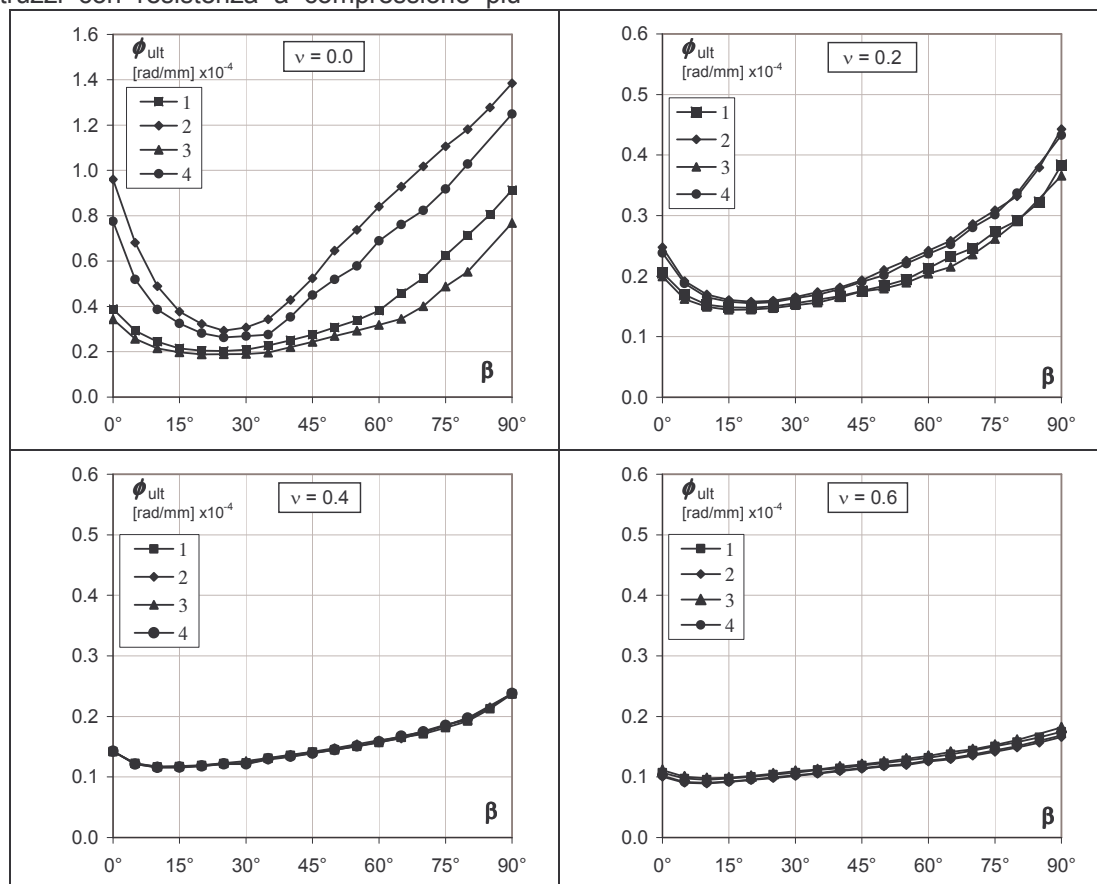 con resistenza a compressione più
ϕult
[rad/mm] x10-4
ν = 0.0
1
2
3
4
1.6
1.4
1.2
1.0
0.8
0.6
0.4
0.2
0.0
β
0° 15° 30° 45° 60° 75° 90°
ϕult
[rad/mm] x10-4
ν = 0.2
1
2
3
4
0.6
0.5
0.4
0.3
0.2
0.1
0.0
β
0° 15° 30° 45° 60° 75° 90°
ϕult
[rad/mm] x10-4
ν = 0.4
1
2
3
4
0.6
0.5
0.4
0.3
0.2
0.1
0.0
β
0° 15° 30° 45° 60° 75° 90°
ϕult
[rad/mm] x10-4
ν = 0.6
1
2
3
4
0.6
0.5
0.4
0.3
0.2
0.1
0.0
β
0° 15° 30° 45° 60° 75° 90°